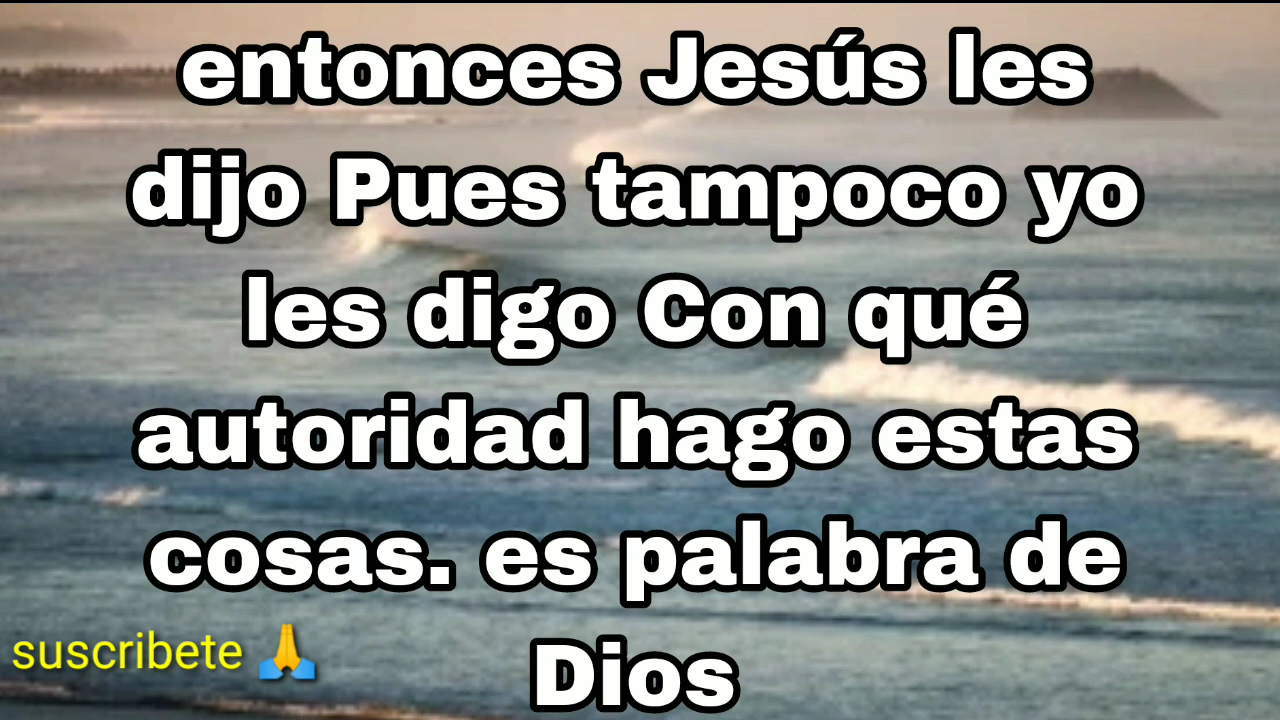 entonces Jesús les
dijo Pues tampoco yo
les digo Con qué
autoridad hago estas
cosas. es palabra de
Dios
suscribete 🙏